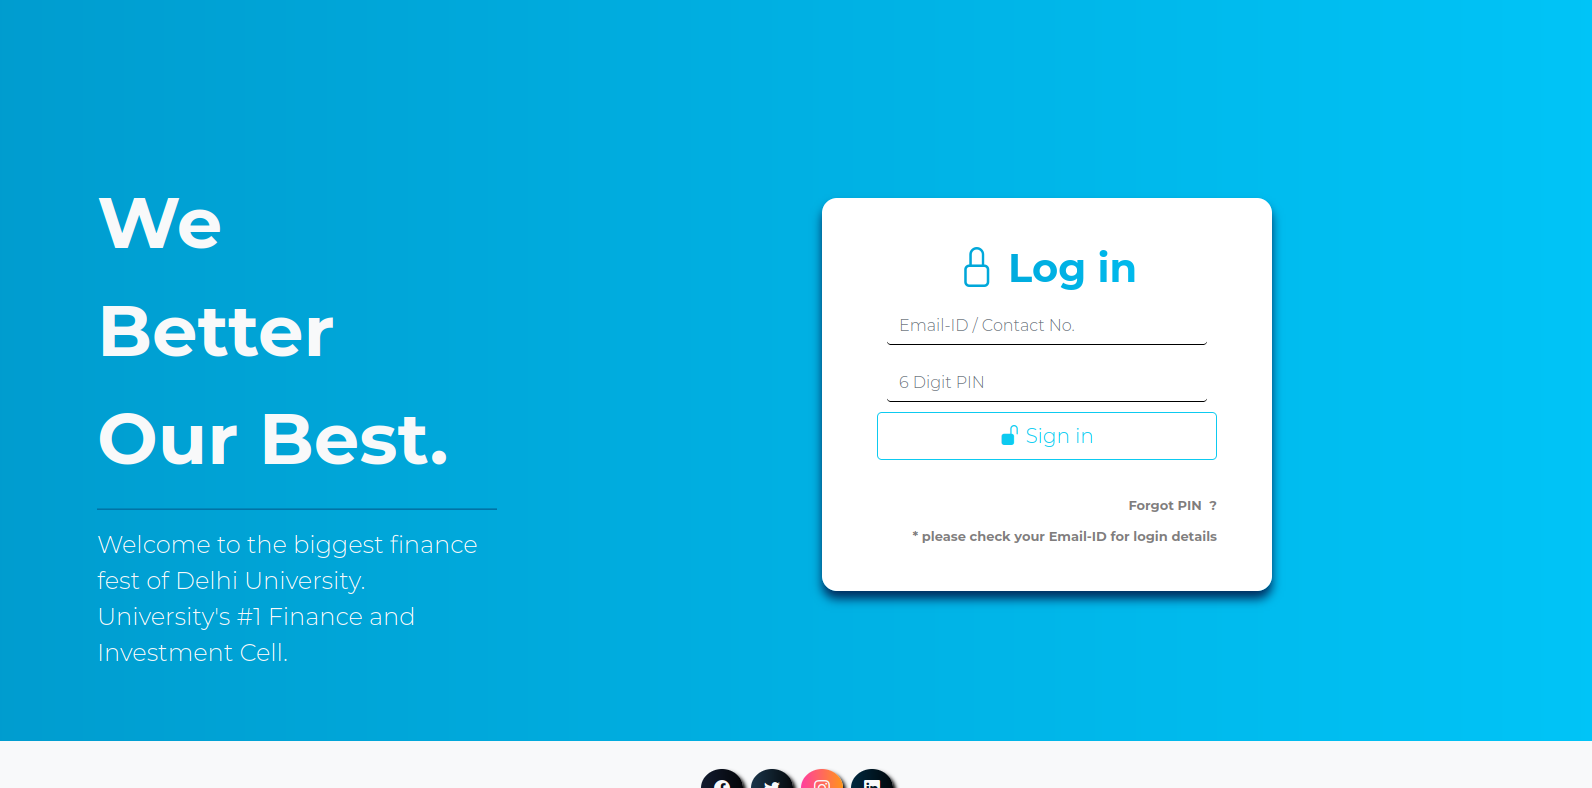 We
Better
Our Best.
Welcome to the biggest finance
fest of Delhi University.
University's #1 Finance and
Investment Cell.
Log in
Email-ID / Contact No.
6 Digit PIN
Sign in
Forgot PIN ?
* please check your Email-ID for login details